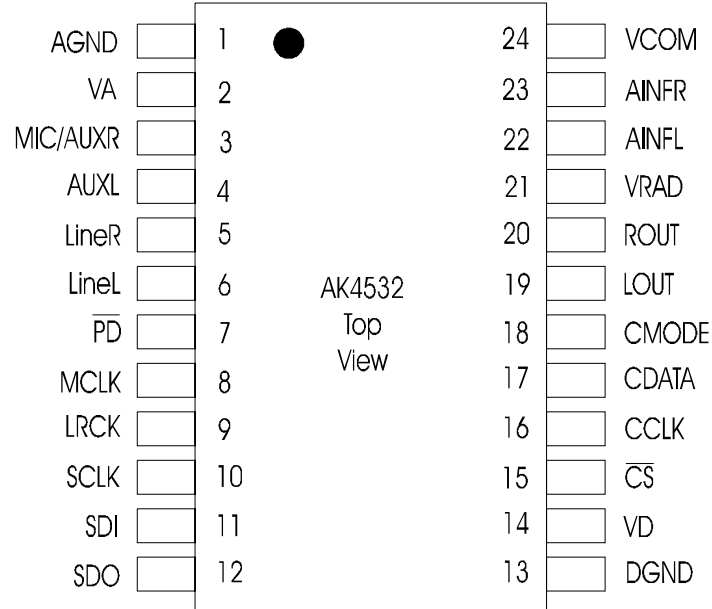 AGND 1 24 VCOM
VA 2 23 AINFR
MIC/AUXR 3 22 AINFL
AUXL 4 21 VRAD
LineR 5 20 ROUT
LineL 6 19 LOUT
AK4532
Top
View
P̅D̅ 7 18 CMODE
MCLK 8 17 CDATA
LRCK 9 16 CCLK
SCLK 10 15 C̅S̅
SDI 11 14 VD
SDO 12 13 DGND